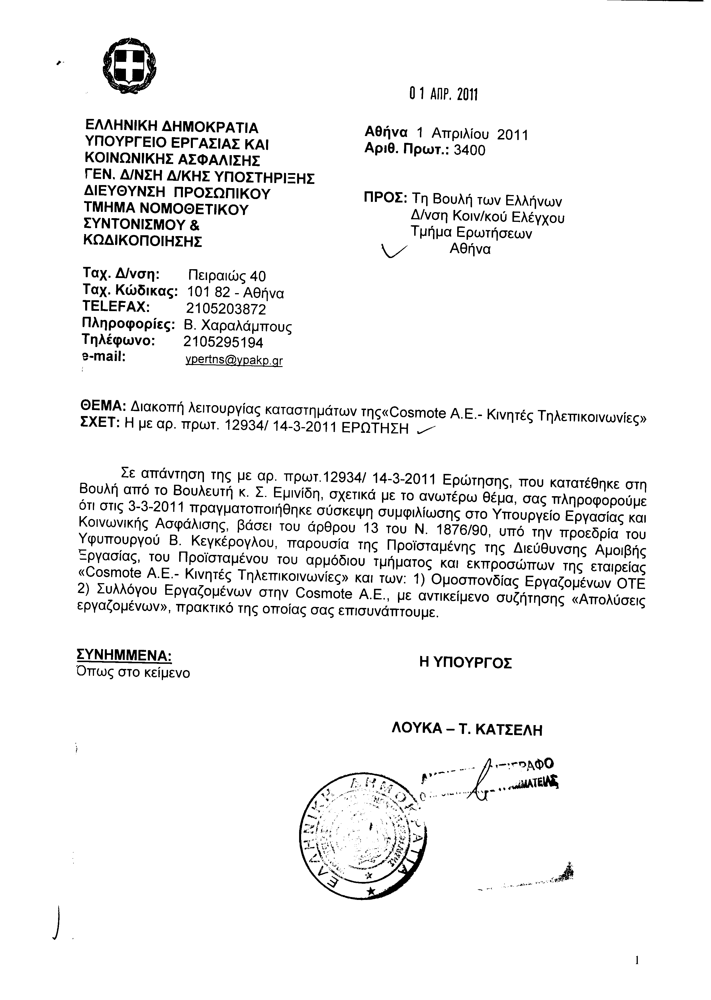 0 1 ΑΠΡ. 2011
ΕΛΛΗΝΙΚΗ ΔΗΜΟΚΡΑΤΙΑ
ΥΠΟΥΡΓΕΙΟ ΕΡΓΑΣΙΑΣ ΚΑΙ
ΚΟΙΝΩΝΙΚΗΣ ΑΣΦΑΛΙΣΗΣ
ΓΕΝ. Δ/ΝΣΗ Δ/ΚΗΣ ΥΠΟΣΤΗΡΙΞΗΣ
ΔΙΕΥΘΥΝΣΗ ΠΡΟΣΩΠΙΚΟΥ
ΤΜΗΜΑ ΝΟΜΟΘΕΤΙΚΟΥ
ΣΥΝΤΟΝΙΣΜΟΥ &
ΚΩΔΙΚΟΠΟΙΗΣΗΣ
Αθήνα 1 Απριλίου 2011
Αριθ. Πρωτ.: 3400
ΠΡΟΣ: Τη Βουλή των Ελλήνων
Δ/νση Κοιν/κού Ελέγχου
Τμήμα Ερωτήσεων
Αθήνα
Ταχ. Δ/νση: Πειραιώς 40
Ταχ. Κώδικας: 101 82 - Αθήνα
TELEFAX: 2105203872
Πληροφορίες: Β. Χαραλάμπους
Τηλέφωνο: 2105295194
e-mail: ypertns@ypakp.gr
ΘΕΜΑ: Διακοπή λειτουργίας καταστημάτων της«Cosmote Α.Ε.- Κινητές Τηλεπικοινωνίες»
ΣΧΕΤ: Η με αρ. πρωτ. 12934/ 14-3-2011 ΕΡΩΤΗΣΗ
Σε απάντηση της με αρ. πρωτ.12934/ 14-3-2011 Ερώτησης, που κατατέθηκε στη
Βουλή από το Βουλευτή κ. Σ. Εμινίδη, σχετικά με το ανωτέρω θέμα, σας πληροφορούμε
ότι στις 3-3-2011 πραγματοποιήθηκε σύσκεψη συμφιλίωσης στο Υπουργείο Εργασίας και
Κοινωνικής Ασφάλισης, βάσει του άρθρου 13 του Ν. 1876/90, υπό την προεδρία του
Υφυπουργού Β. Κεγκέρογλου, παρουσία της Προϊσταμένης της Διεύθυνσης Αμοιβής
Εργασίας, του Προϊσταμένου του αρμόδιου τμήματος και εκπροσώπων της εταιρείας
«Cosmote Α.Ε.- Κινητές Τηλεπικοινωνίες» και των: 1) Ομοσπονδίας Εργαζομένων ΟΤΕ
2) Συλλόγου Εργαζομένων στην Cosmote Α.Ε., με αντικείμενο συζήτησης «Απολύσεις
εργαζομένων», πρακτικό της οποίας σας επισυνάπτουμε.
ΣΥΝΗΜΜΕΝΑ:
Όπως στο κείμενο
Η ΥΠΟΥΡΓΟΣ
ΛΟΥΚΑ – Τ. ΚΑΤΣΕΛΗ
ΕΛΛΗΝΙΚΗ ΔΗΜΟΚΡΑΤΙΑ
1